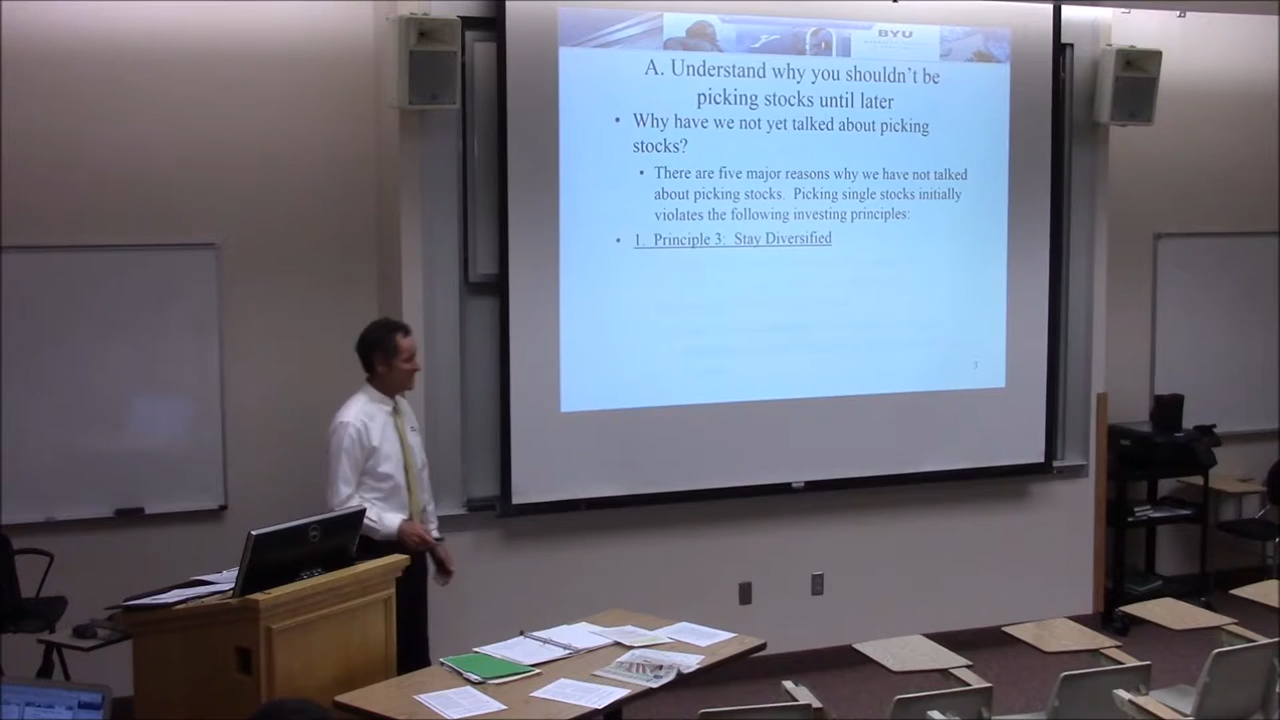 BYU
A. Understand why you shouldn't be
picking stocks until later
• Why have we not yet talked about picking
stocks?
• There are five major reasons why we have not talked
about picking stocks. Picking single stocks initially
violates the following investing principles:
• 1. Principle 3: Stay Diversified
3